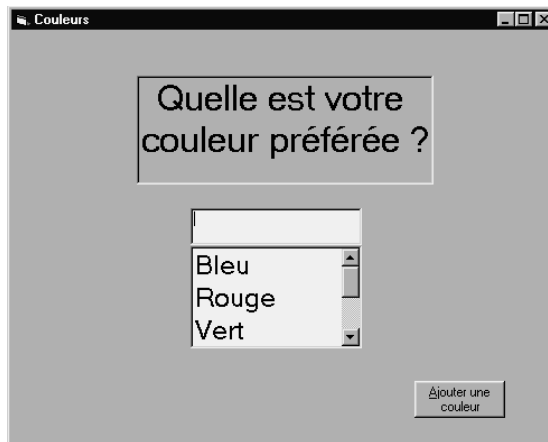 Couleurs
Quelle est votre
couleur préférée ?
Bleu
Rouge
Vert
Ajouter une
couleur